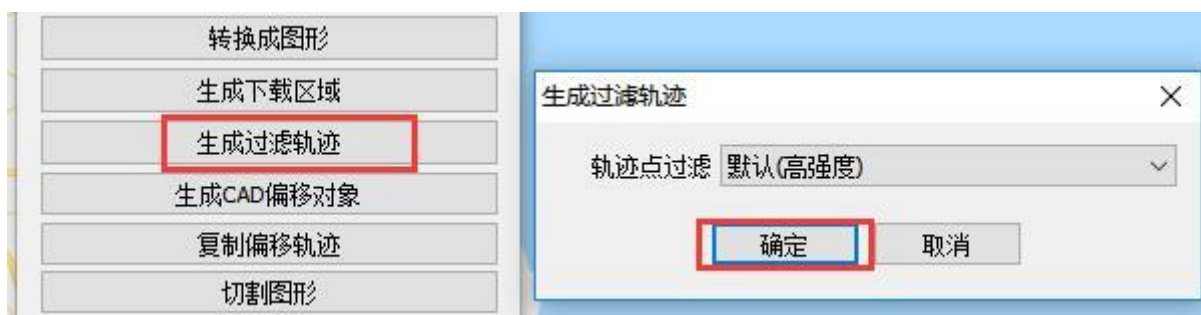 转换成图形
生成下载区域
生成过滤轨迹
生成CAD偏移对象
复制偏移轨迹
切割图形
生成过滤轨迹
轨迹点过滤 默认(高强度)
确定 取消